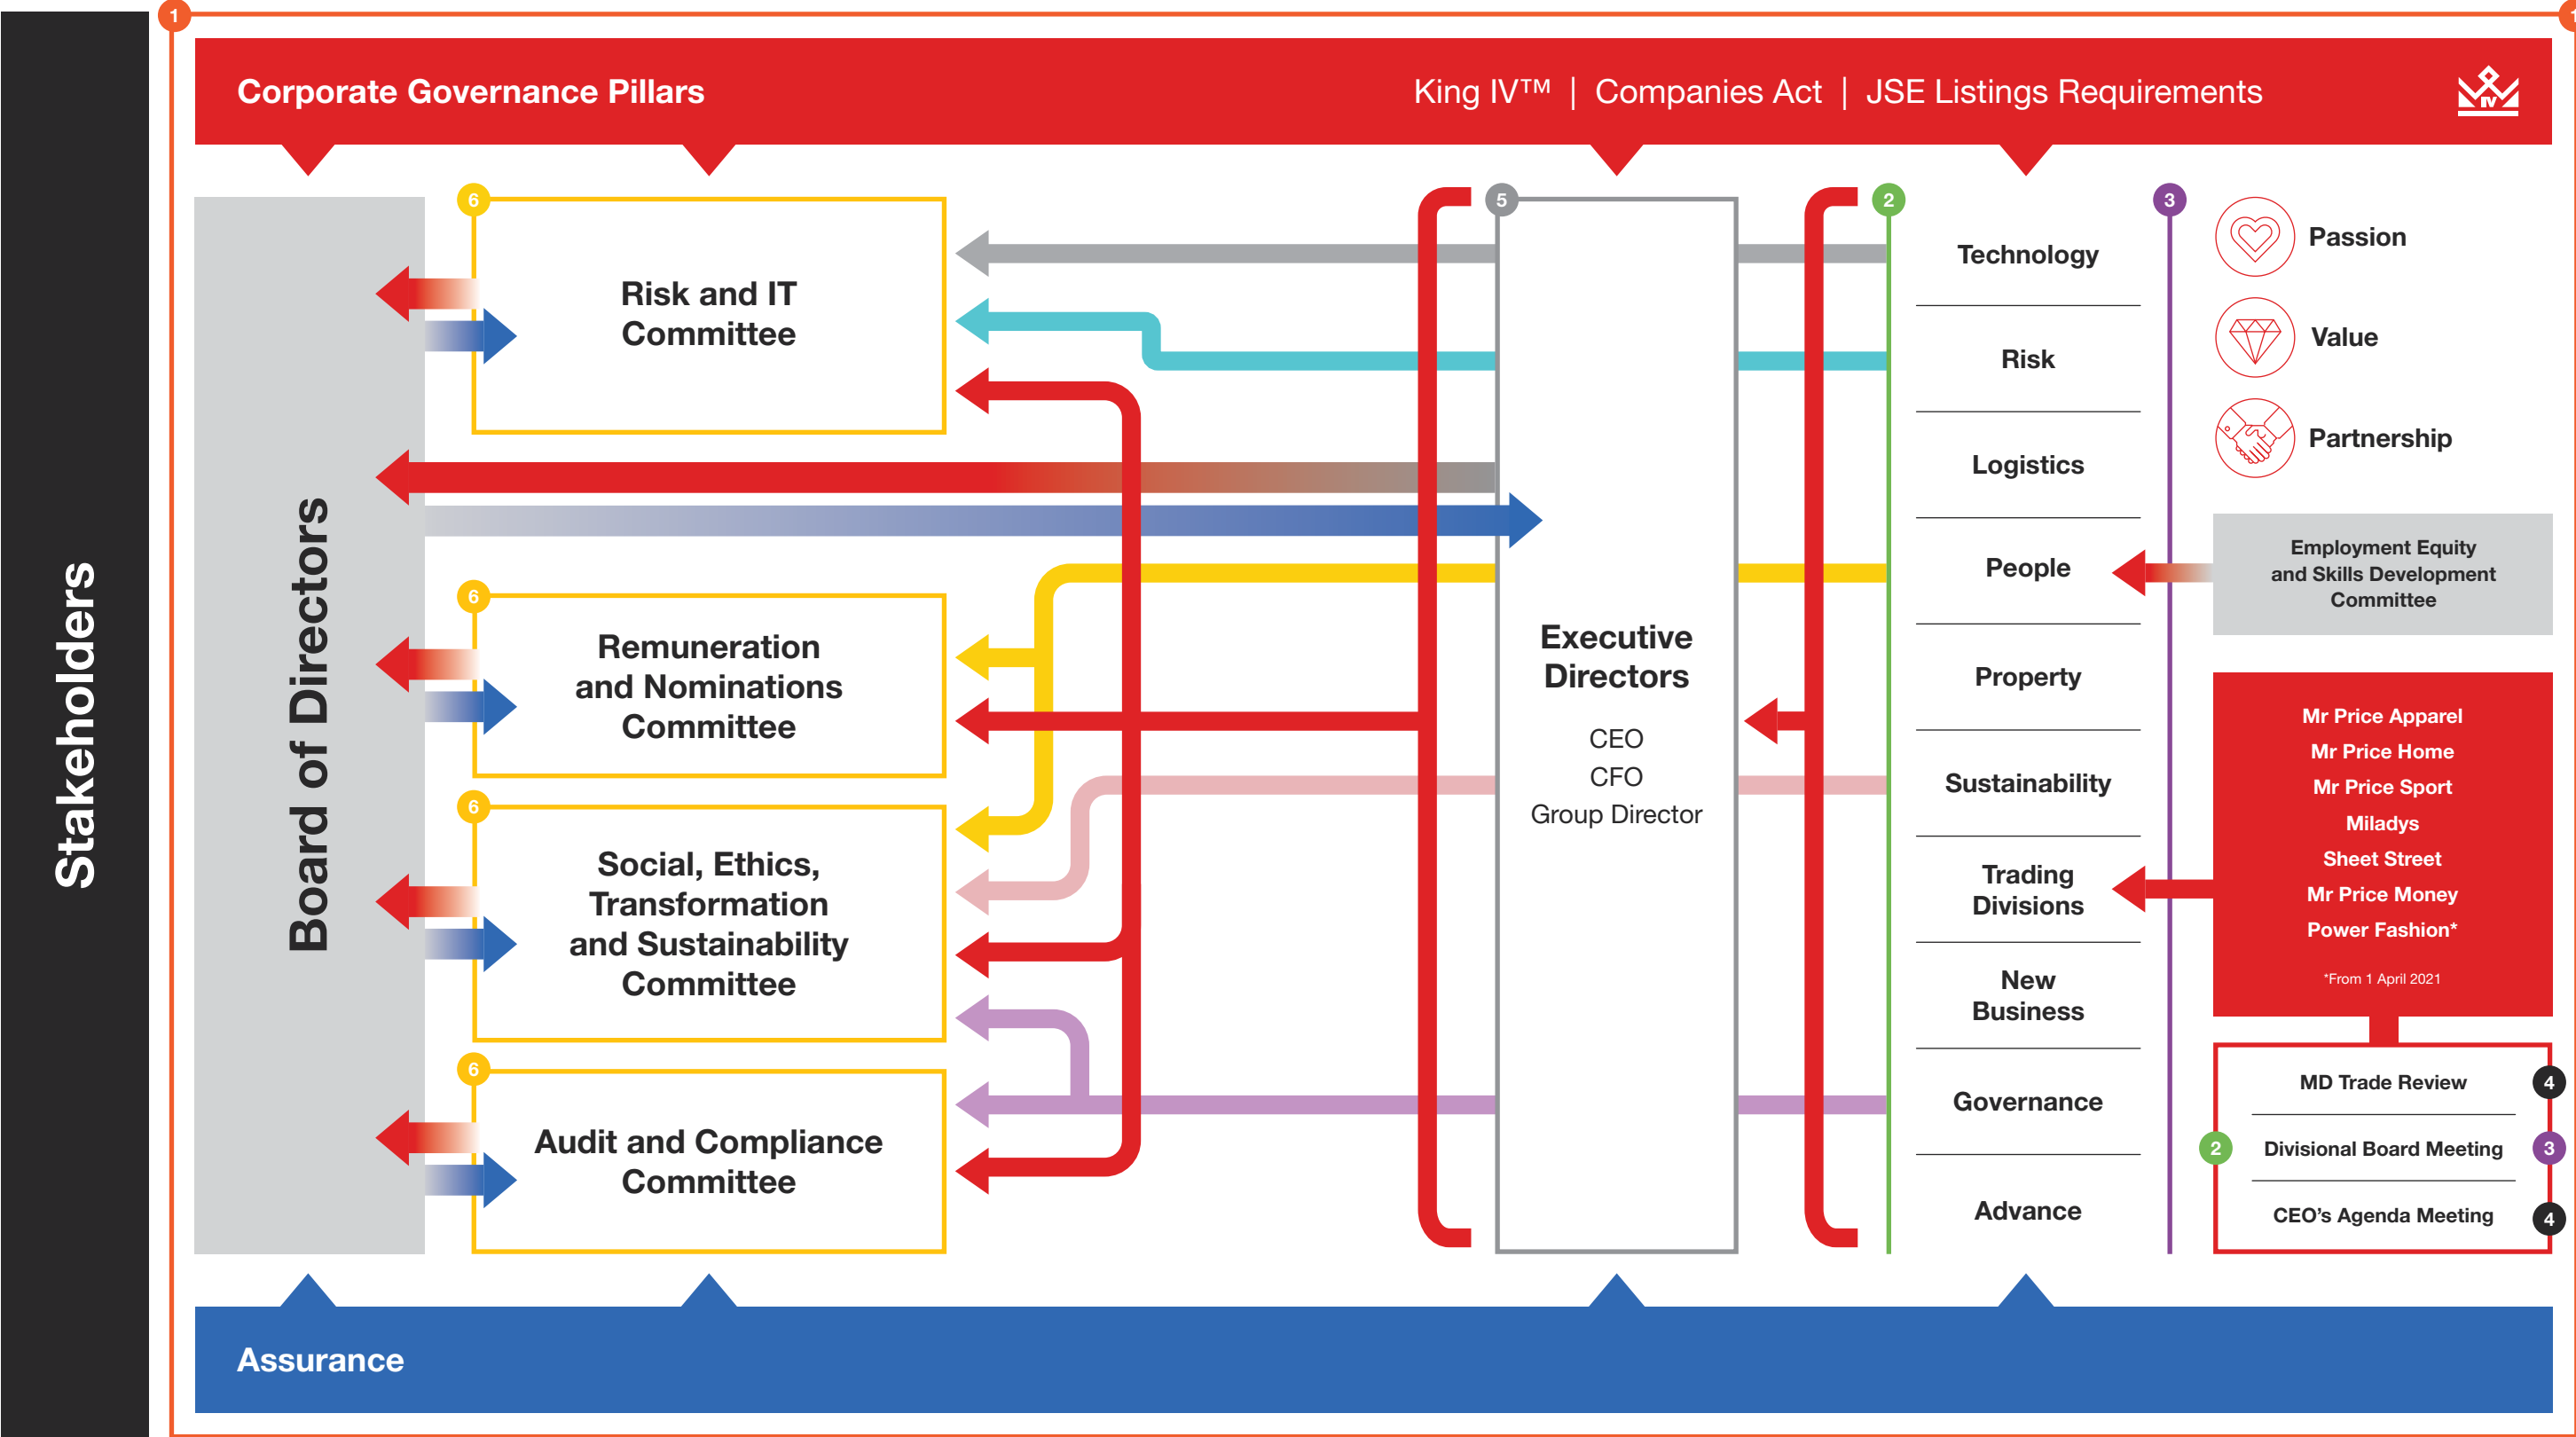 Stakeholders
1
1
Corporate Governance Pillars
King IV™ | Companies Act | JSE Listings Requirements
IV
Board of Directors
6
Risk and IT
Committee
6
Remuneration
and Nominations
Committee
6
Social, Ethics,
Transformation
and Sustainability
Committee
6
Audit and Compliance
Committee
5
Executive
Directors
CEO
CFO
Group Director
2
3
Technology
Risk
Logistics
People
Property
Sustainability
Trading
Divisions
New
Business
Governance
Advance
Passion
Value
Partnership
Employment Equity
and Skills Development
Committee
Mr Price Apparel
Mr Price Home
Mr Price Sport
Miladys
Sheet Street
Mr Price Money
Power Fashion*
*From 1 April 2021
MD Trade Review
4
2
Divisional Board Meeting
3
CEO’s Agenda Meeting
4
Assurance